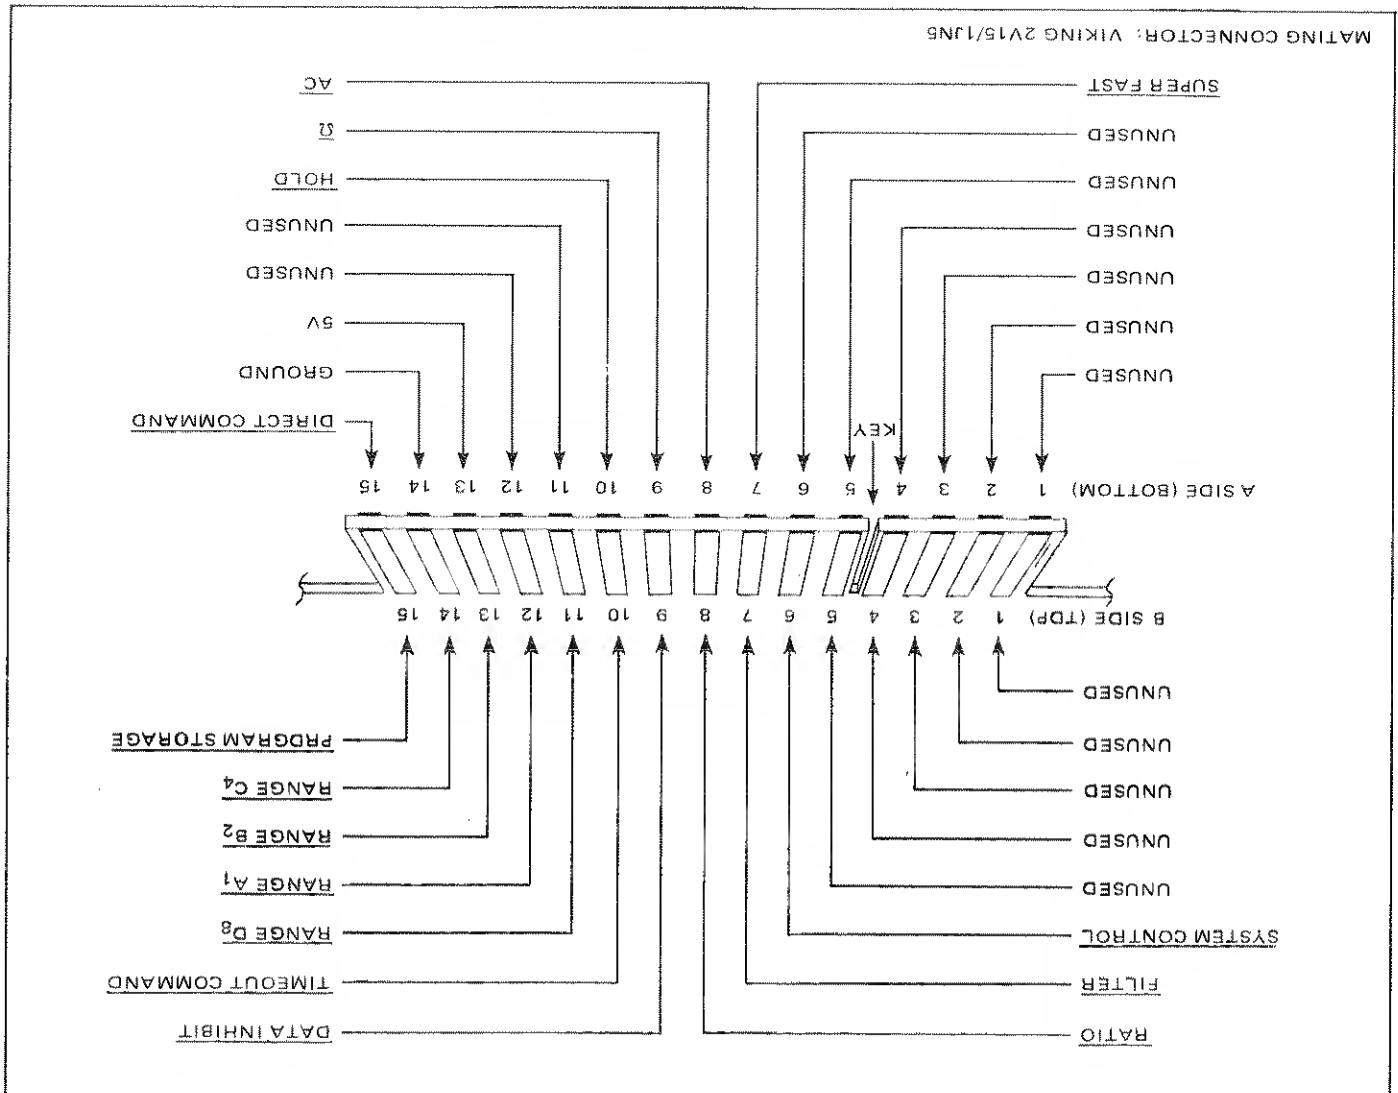 RATIO DATA INHIBIT
FILTER TIMEOUT COMMAND
SYSTEM CONTROL RANGE D8
UNUSED RANGE A1
UNUSED RANGE B2
UNUSED RANGE C4
UNUSED PRDGRAM STORAGE
UNUSED
B SIDE (TDP) 1 2 3 4 5 6 7 8 9 10 11 12 13 14 15
A SIDE (BOTTOM) 1 2 3 4 5 6 7 8 9 10 11 12 13 14 15
KEY
DIRECT COMMAND
UNUSED GROUND
UNUSED 5V
UNUSED UNUSED
UNUSED UNUSED
UNUSED HOLD
UNUSED Ω
SUPER FAST AC
MATING CONNECTOR: VIKING 2V15/1JN5